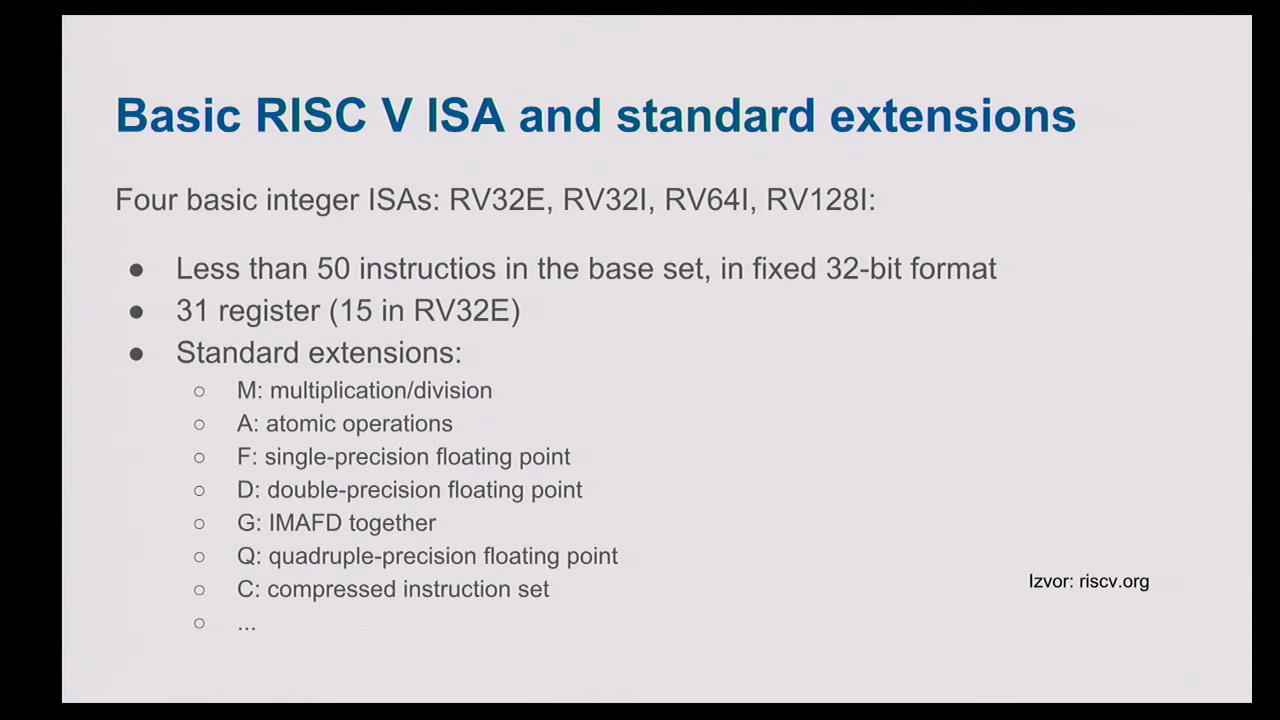 Basic RISC V ISA and standard extensions
Four basic integer ISAs: RV32E, RV32I, RV64I, RV128I:
● Less than 50 instructios in the base set, in fixed 32-bit format
● 31 register (15 in RV32E)
● Standard extensions:
○ M: multiplication/division
○ A: atomic operations
○ F: single-precision floating point
○ D: double-precision floating point
○ G: IMAFD together
○ Q: quadruple-precision floating point
○ C: compressed instruction set
○ ...
Izvor: riscv.org